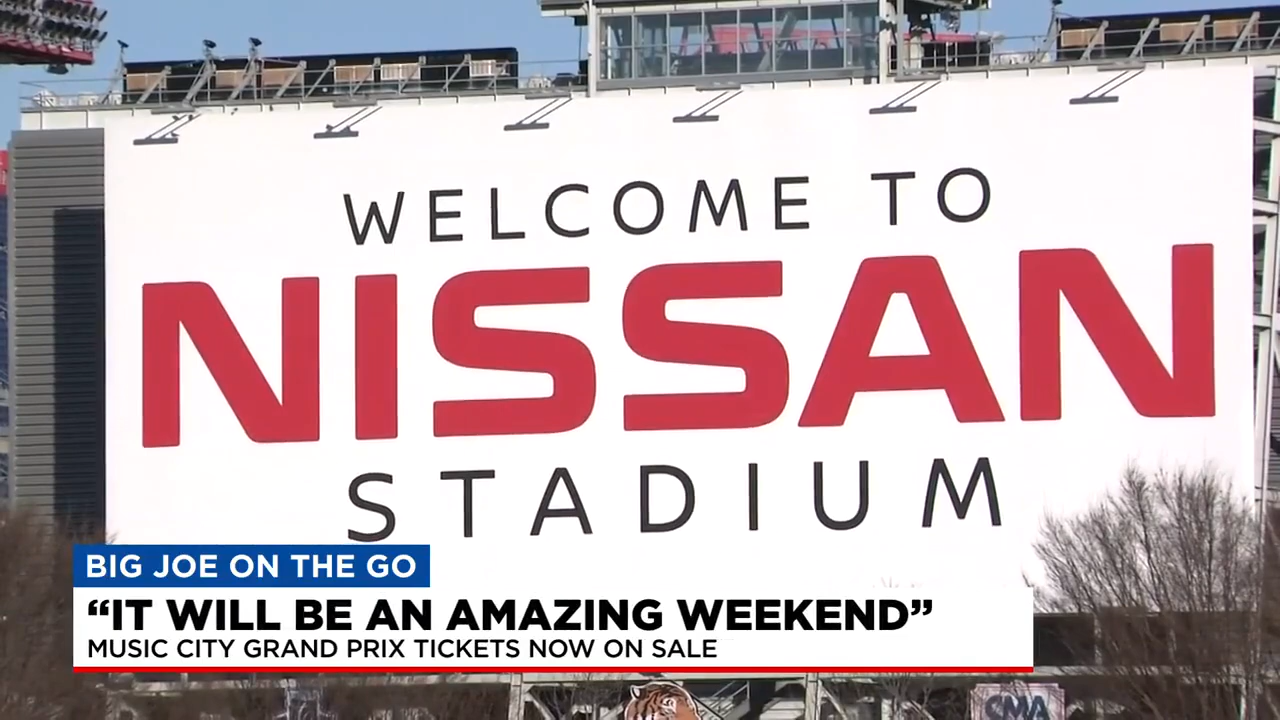 WELCOME TO
NISSAN
STADIUM
BIG JOE ON THE GO
“IT WILL BE AN AMAZING WEEKEND”
MUSIC CITY GRAND PRIX TICKETS NOW ON SALE
SMA